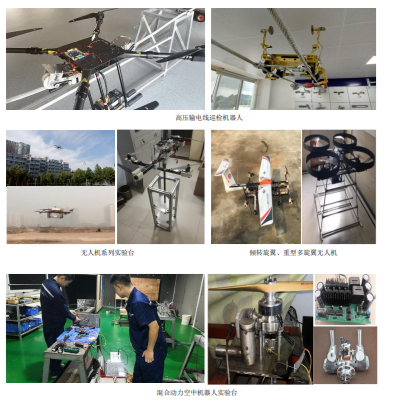 高压输电线巡检机器人
无人机系列实验台
倾转旋翼、重型多旋翼无人机
混合动力空中机器人实验台